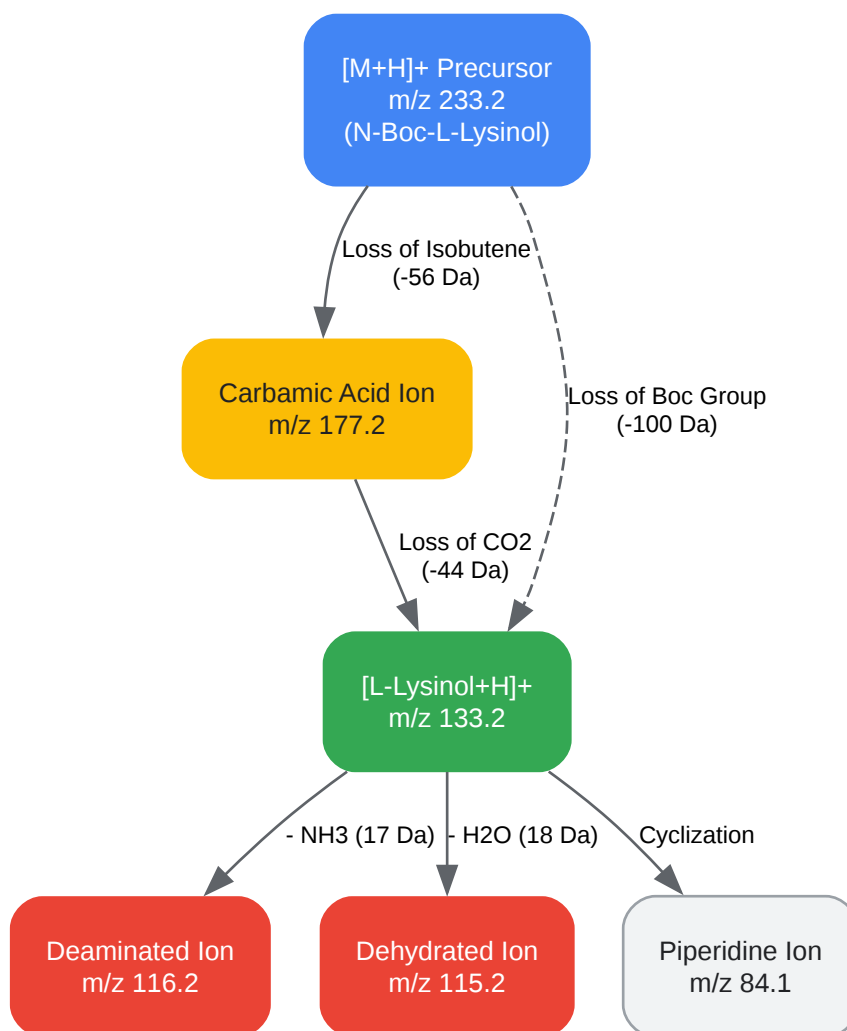 [M+H]+ Precursor
m/z 233.2
(N-Boc-L-Lysinol)
Loss of Isobutene
(-56 Da)
Carbamic Acid Ion
m/z 177.2
Loss of Boc Group
(-100 Da)
Loss of CO2
(-44 Da)
[L-Lysinol+H]+
m/z 133.2
- NH3 (17 Da)
- H2O (18 Da)
Cyclization
Deaminated Ion
m/z 116.2
Dehydrated Ion
m/z 115.2
Piperidine Ion
m/z 84.1